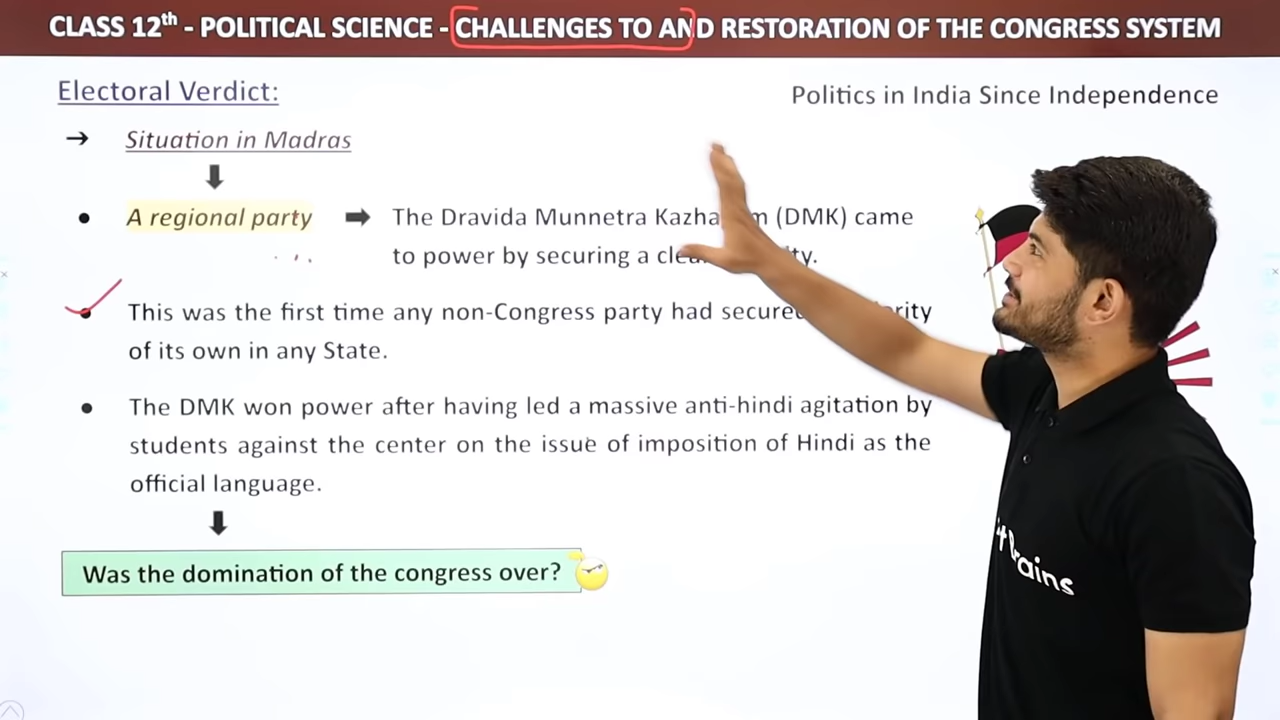 CLASS 12th - POLITICAL SCIENCE - CHALLENGES TO AND RESTORATION OF THE CONGRESS SYSTEM
Electoral Verdict:
Politics in India Since Independence
→ Situation in Madras
• A regional party ➡ The Dravida Munnetra (DMK) came
to power by securing a
• This was the first time any non-Congress party had
of its own in any State.
• The DMK won power after having led a massive anti-hindi agitation by
students against the center on the issue of imposition of Hindi as the
official language.
Was the domination of the congress over?